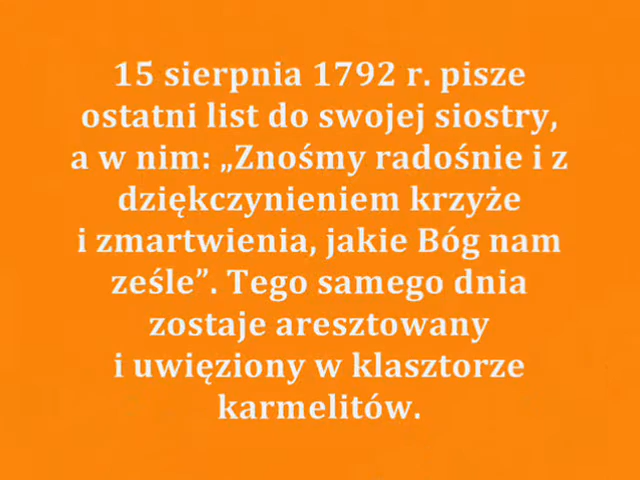 15 sierpnia 1792 r. pisze
ostatni list do swojej siostry,
a w nim: „Znośmy radośnie i z
dziękczynieniem krzyże
i zmartwienia, jakie Bóg nam
ześle”. Tego samego dnia
zostaje aresztowany
i uwięziony w klasztorze
karmelitów.